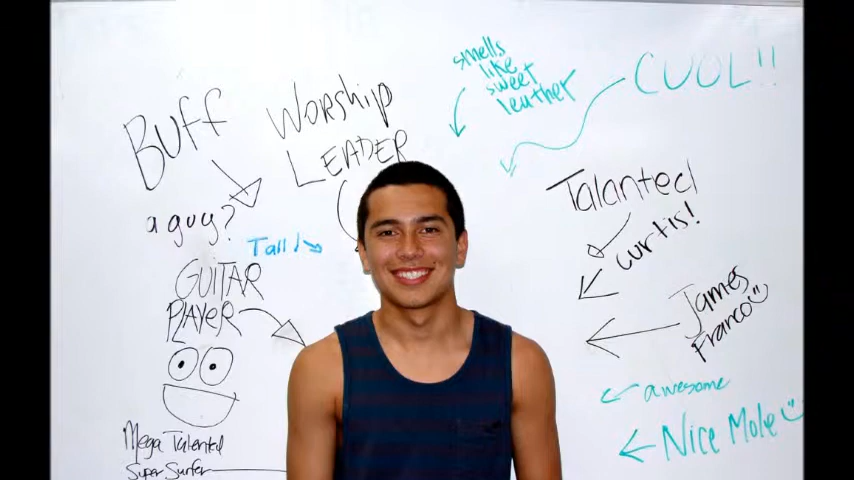 BUFF
a guy?
Tall!
WORSHIP
LEADER
GUITAR
PLAYER
Mega Talented
Super Surfer
smells
like
sweet
leather
COOL!!
Talanted
curtis!
James
Franco
awesome
Nice Mole